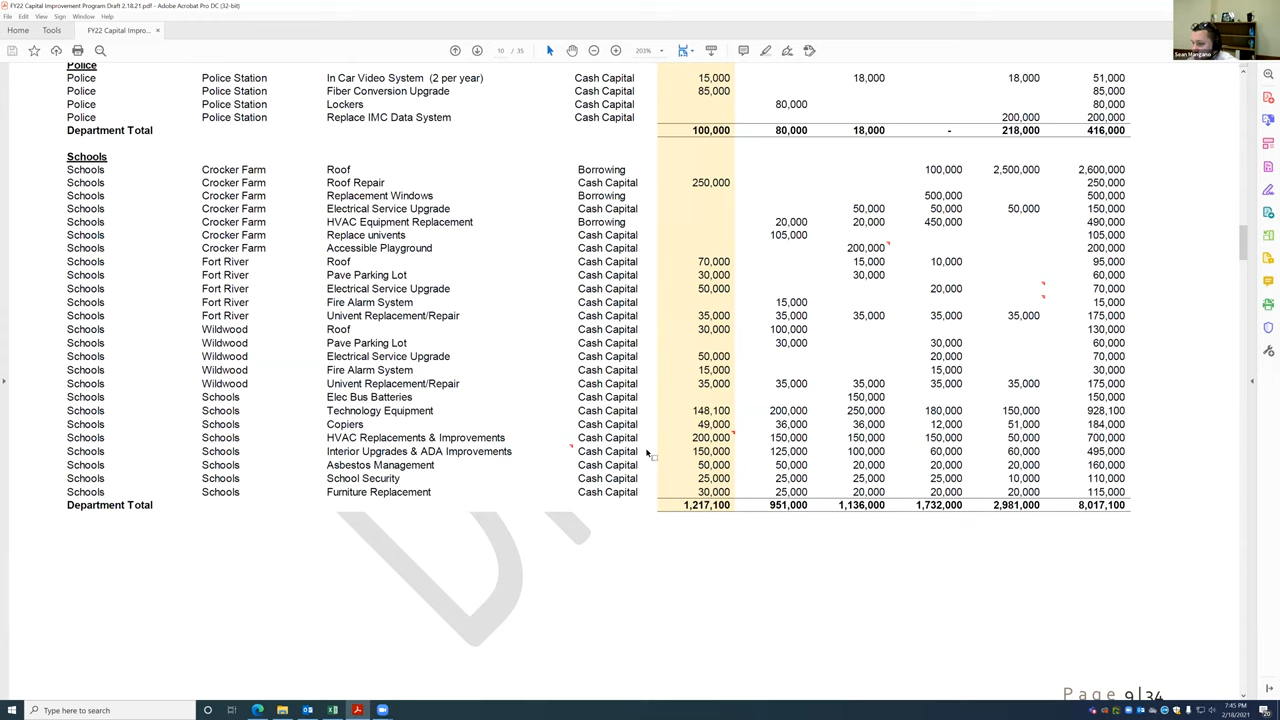 FY22 Capital Improvement Program Draft 2.18.21.pdf - Adobe Acrobat Pro DC (32-bit)
File Edit View Sign Window Help
Home Tools FY22 Capital Impro... ×
10 / 35 203%
Sean Mangano
Police
Police Police Station In Car Video System (2 per year) Cash Capital 15,000 18,000 18,000 51,000
Police Police Station Fiber Conversion Upgrade Cash Capital 85,000 85,000
Police Police Station Lockers Cash Capital 80,000 80,000
Police Police Station Replace IMC Data System Cash Capital 200,000 200,000
Department Total 100,000 80,000 18,000 - 218,000 416,000
Schools
Schools Crocker Farm Roof Borrowing 100,000 2,500,000 2,600,000
Schools Crocker Farm Roof Repair Cash Capital 250,000 250,000
Schools Crocker Farm Replacement Windows Borrowing 500,000 500,000
Schools Crocker Farm Electrical Service Upgrade Cash Capital 50,000 50,000 50,000 150,000
Schools Crocker Farm HVAC Equipment Replacement Borrowing 20,000 20,000 450,000 490,000
Schools Crocker Farm Replace univents Cash Capital 105,000 105,000
Schools Crocker Farm Accessible Playground Cash Capital 200,000 200,000
Schools Fort River Roof Cash Capital 70,000 15,000 10,000 95,000
Schools Fort River Pave Parking Lot Cash Capital 30,000 30,000 60,000
Schools Fort River Electrical Service Upgrade Cash Capital 50,000 20,000 70,000
Schools Fort River Fire Alarm System Cash Capital 15,000 15,000
Schools Fort River Univent Replacement/Repair Cash Capital 35,000 35,000 35,000 35,000 35,000 175,000
Schools Wildwood Roof Cash Capital 30,000 100,000 130,000
Schools Wildwood Pave Parking Lot Cash Capital 30,000 30,000 60,000
Schools Wildwood Electrical Service Upgrade Cash Capital 50,000 20,000 70,000
Schools Wildwood Fire Alarm System Cash Capital 15,000 15,000 30,000
Schools Wildwood Univent Replacement/Repair Cash Capital 35,000 35,000 35,000 35,000 35,000 175,000
Schools Schools Elec Bus Batteries Cash Capital 150,000 150,000
Schools Schools Technology Equipment Cash Capital 148,100 200,000 250,000 180,000 150,000 928,100
Schools Schools Copiers Cash Capital 49,000 36,000 36,000 12,000 51,000 184,000
Schools Schools HVAC Replacements & Improvements Cash Capital 200,000 150,000 150,000 150,000 50,000 700,000
Schools Schools Interior Upgrades & ADA Improvements Cash Capital 150,000 125,000 100,000 60,000 60,000 495,000
Schools Schools Asbestos Management Cash Capital 50,000 50,000 20,000 20,000 20,000 160,000
Schools Schools School Security Cash Capital 25,000 25,000 25,000 25,000 10,000 110,000
Schools Schools Furniture Replacement Cash Capital 30,000 25,000 20,000 20,000 20,000 115,000
Department Total 1,217,100 951,000 1,136,000 1,732,000 2,981,000 8,017,100
Page 9|34
Type here to search
7:45 PM
2/18/2021